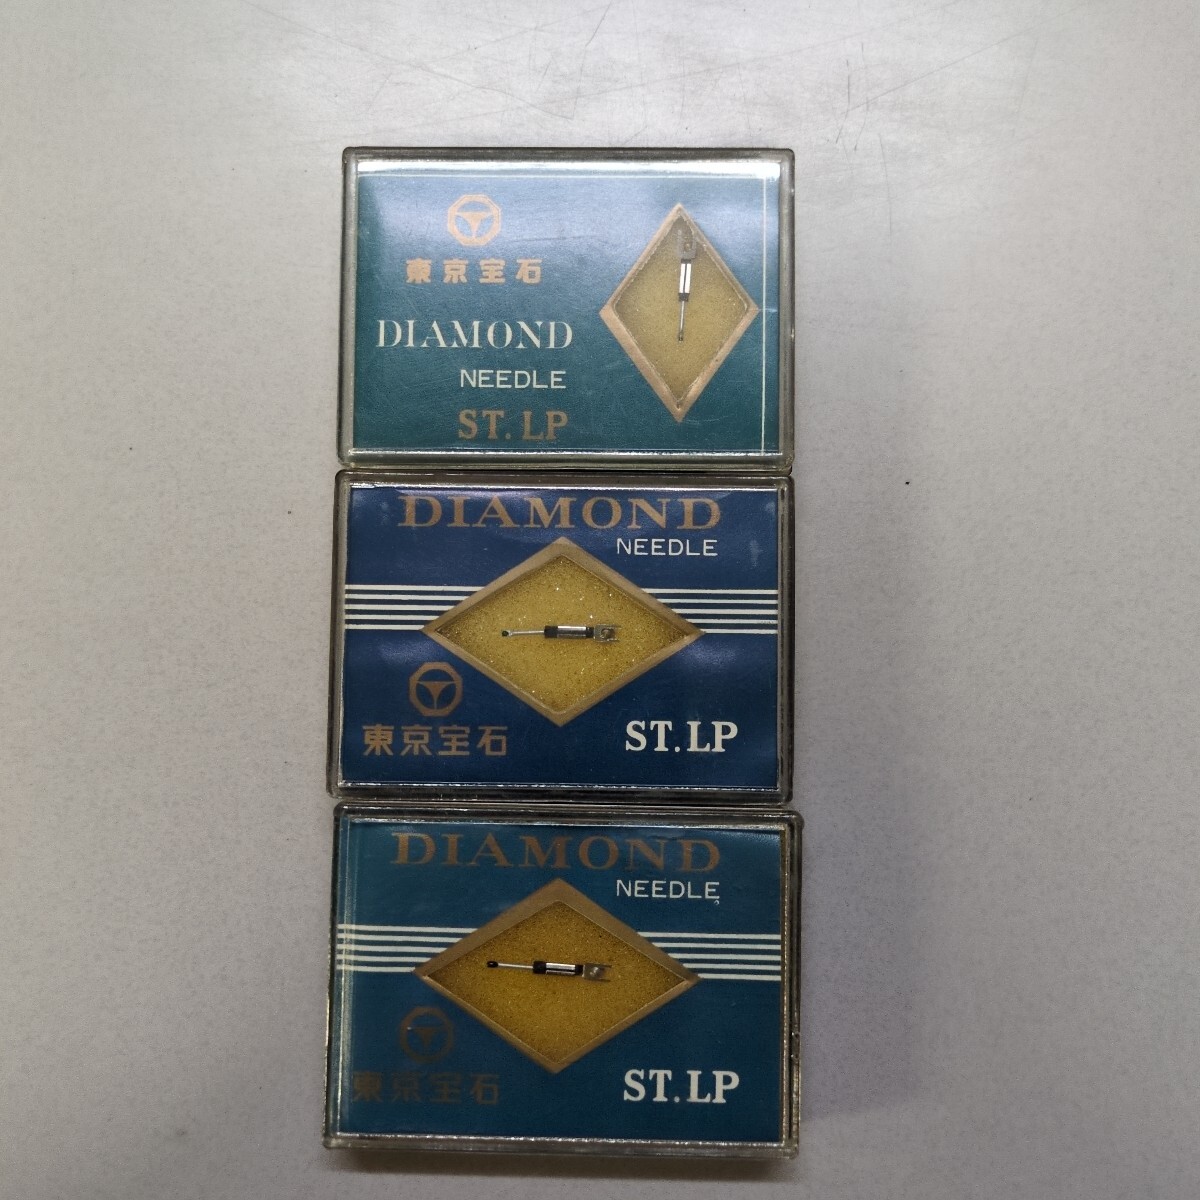 東京宝石
DIAMOND
NEEDLE
ST. LP
DIAMOND
NEEDLE
東京宝石
ST. LP
DIAMOND
NEEDLE
東京宝石
ST. LP